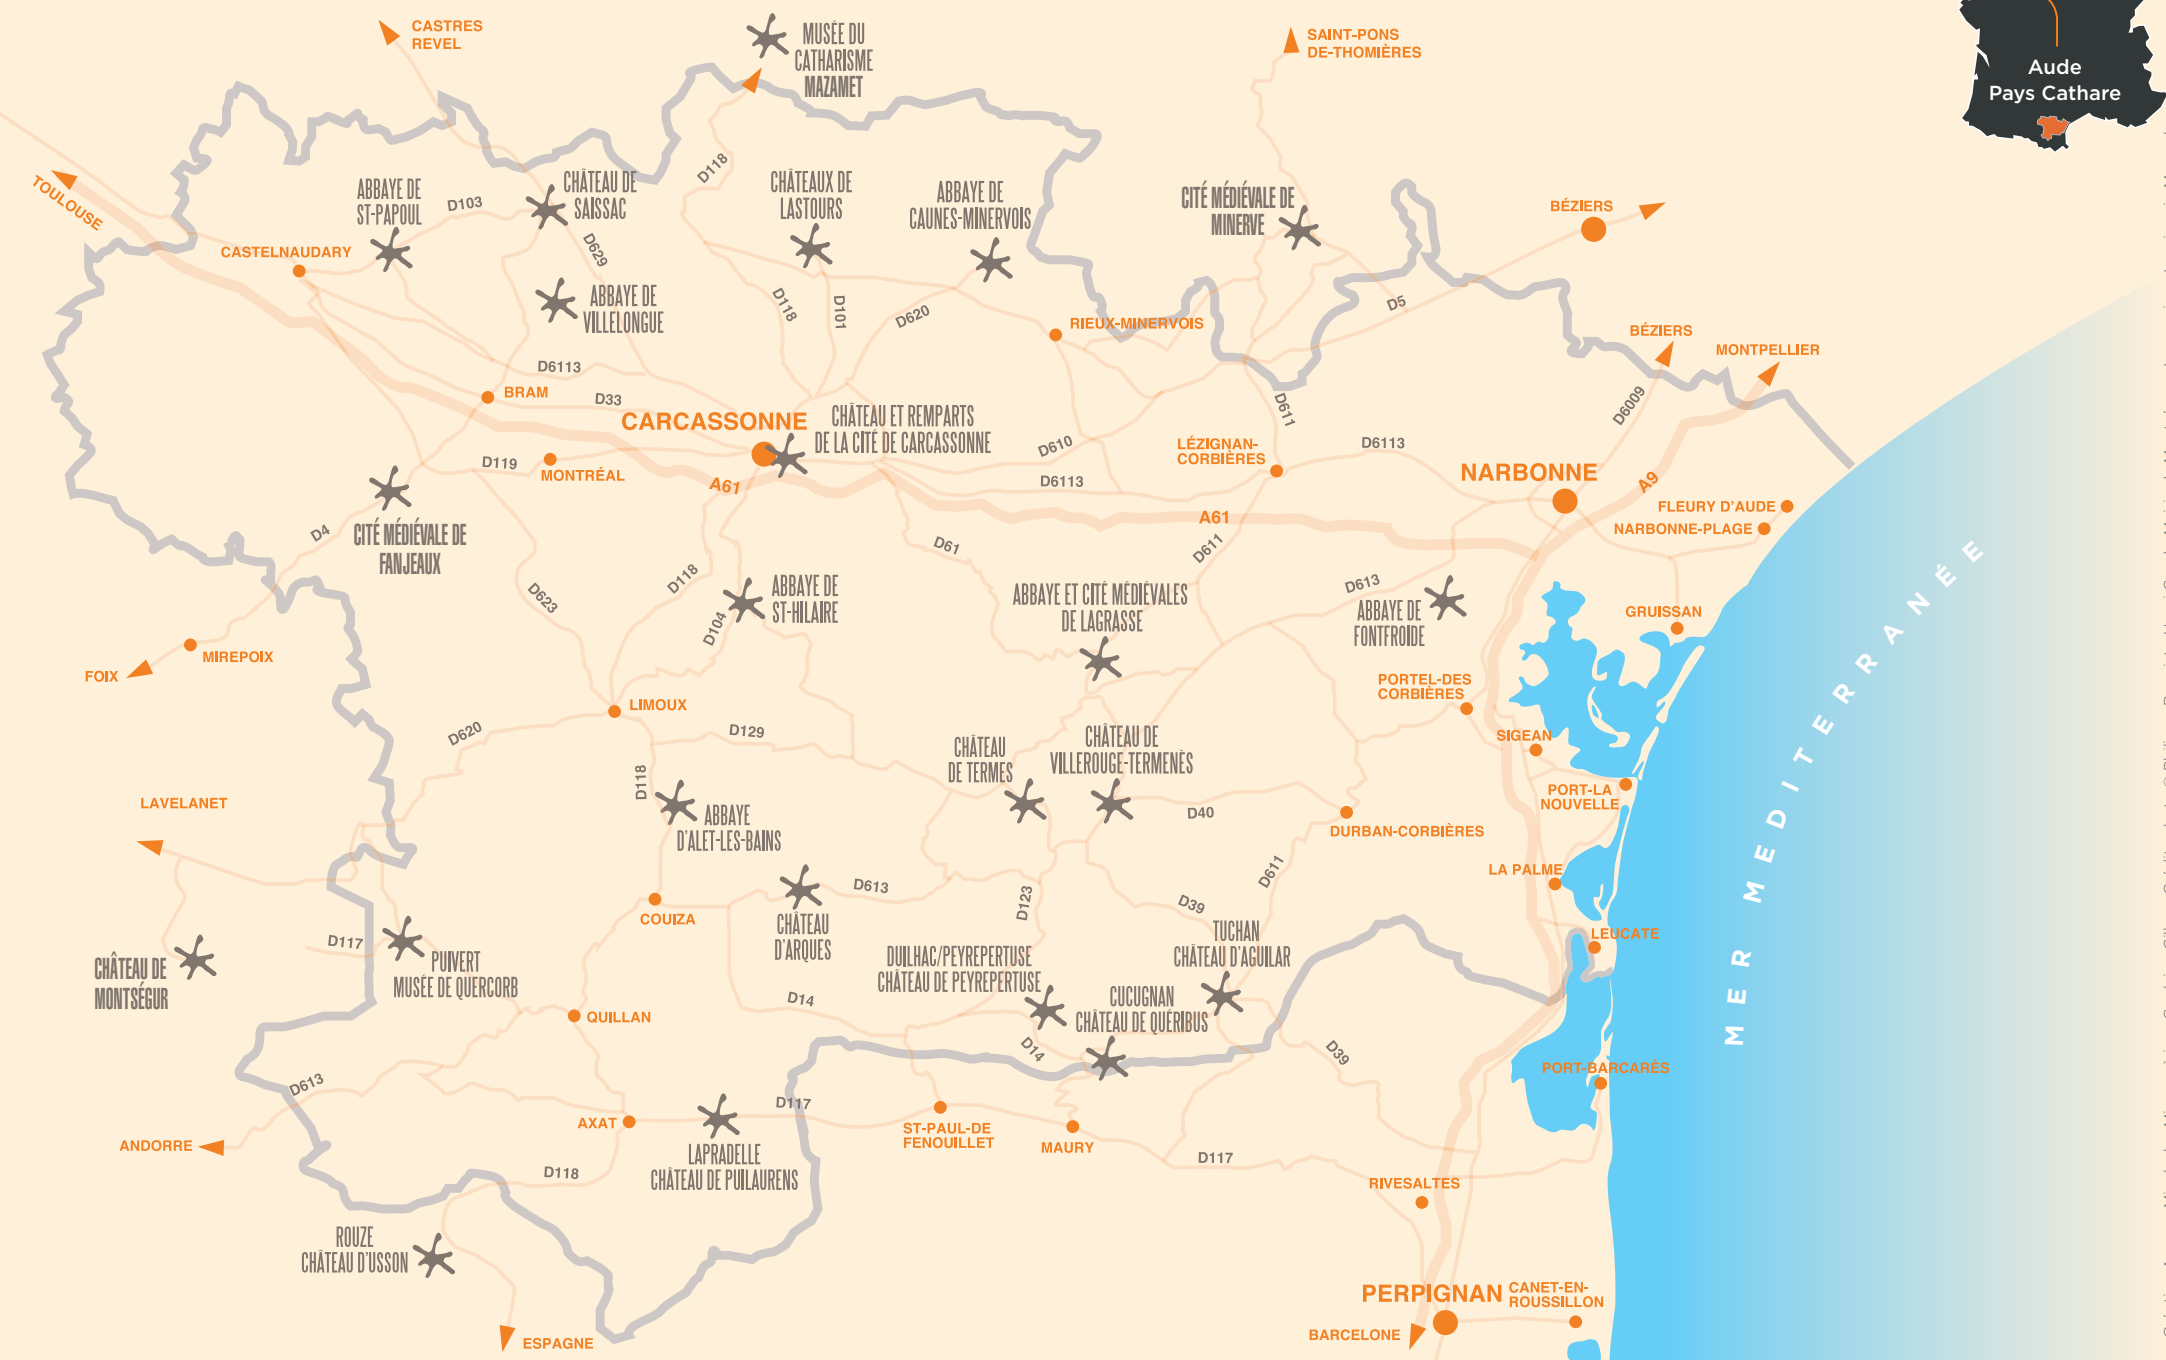 CASTRES
REVEL
MUSÉE DU
CATHARISME
MAZAMET
SAINT-PONS
DE-THOMIÈRES
Aude
Pays Cathare
TOULOUSE
ABBAYE DE
ST-PAPOUL
D103
CHÂTEAU DE
SAISSAC
D118
CHÂTEAUX DE
LASTOURS
ABBAYE DE
CAUNES-MINERVOIS
CITÉ MÉDIÉVALE DE
MINERVE
BÉZIERS
CASTELNAUDARY
D629
ABBAYE DE
VILLELONGUE
D118
D101
D620
RIEUX-MINERVOIS
D5
BÉZIERS
MONTPELLIER
D6113
BRAM
D33
CARCASSONNE
CHÂTEAU ET REMPARTS
DE LA CITÉ DE CARCASSONNE
D610
D611
D6009
LÉZIGNAN-
CORBIÈRES
D6113
NARBONNE
A9
D119
MONTRÉAL
A61
D6113
A61
FLEURY D'AUDE
NARBONNE-PLAGE
D4
CITÉ MÉDIÉVALE DE
FANJEAUX
D61
D611
MER MEDITERRANÉE
D623
D118
D104
ABBAYE DE
ST-HILAIRE
ABBAYE ET CITÉ MÉDIÉVALES
DE LAGRASSE
D613
ABBAYE DE
FONTFROIDE
GRUISSAN
MIREPOIX
FOIX
LIMOUX
PORTEL-DES
CORBIÈRES
D620
D129
CHÂTEAU
DE TERMES
CHÂTEAU DE
VILLEROUGE-TERMENÈS
SIGEAN
D118
PORT-LA
NOUVELLE
LAVELANET
ABBAYE
D'ALET-LES-BAINS
D40
DURBAN-CORBIÈRES
LA PALME
D613
D123
D611
D39
COUIZA
CHÂTEAU
D'ARQUES
TUCHAN
CHÂTEAU D'AGUILAR
LEUCATE
D117
PUIVERT
MUSÉE DE QUERCORB
CHÂTEAU DE
MONTSÉGUR
DUILHAC/PEYREPERTUSE
CHÂTEAU DE PEYREPERTUSE
CUCUGNAN
CHÂTEAU DE QUÉRIBUS
D14
QUILLAN
D14
D39
PORT-BARCARÈS
D613
AXAT
D117
ANDORRE
LAPRADELLE
CHÂTEAU DE PUILAURENS
ST-PAUL-DE
FENOUILLET
MAURY
D117
D118
RIVESALTES
ROUZE
CHÂTEAU D'USSON
PERPIGNAN
CANET-EN-
ROUSSILLON
BARCELONE
ESPAGNE